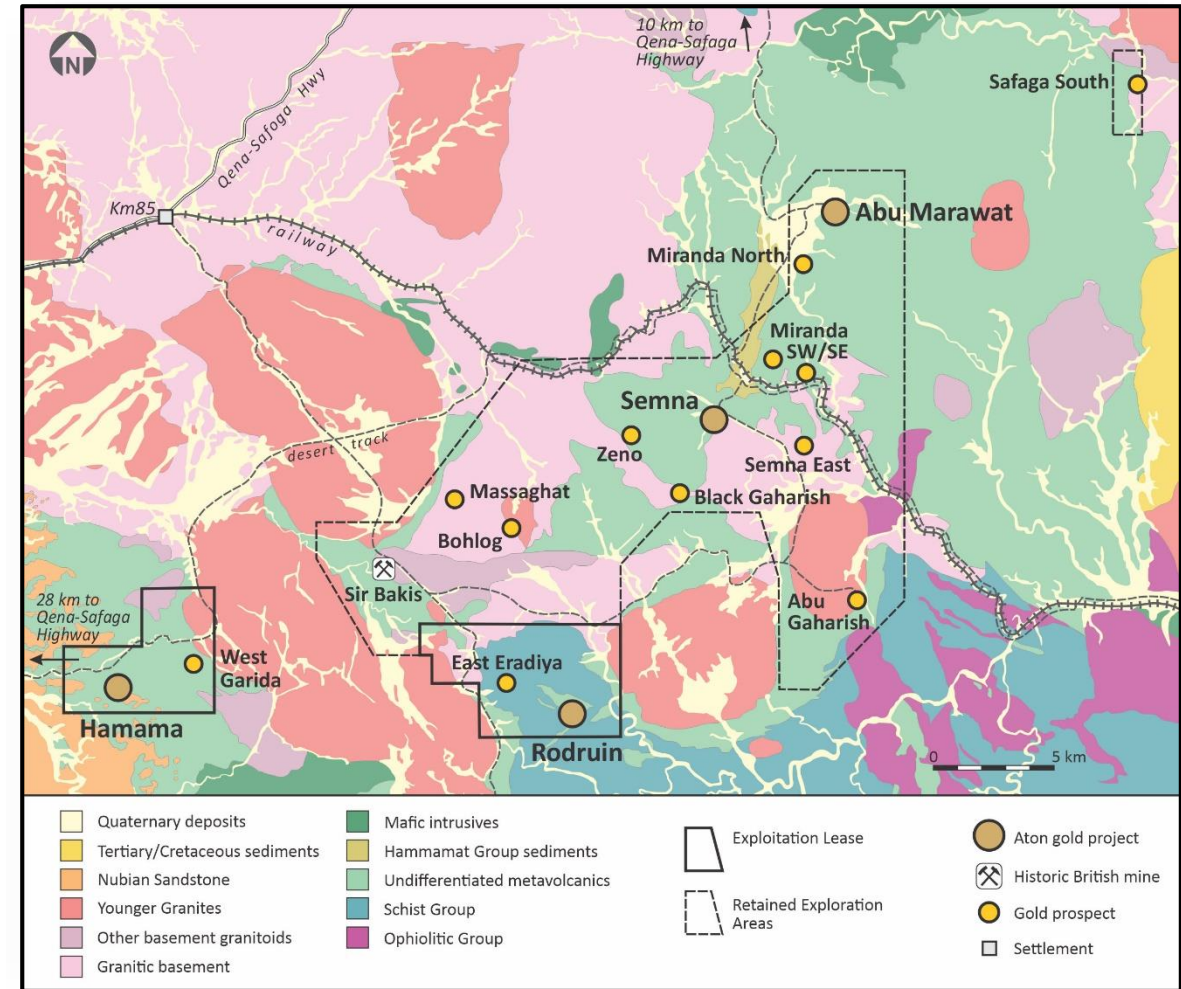 10 km to
Qena-Safaga
Highway
N
Safaga South
Qena-Safoga Hwy
Km85
railway
Abu Marawat
Miranda North
Miranda
SW/SE
Semna
Zeno
Semna East
desert track
Massaghat
Black Gaharish
Bohlog
Sir Bakis
28 km to
Qena-Safaga
Highway
Abu
Gaharish
West
Garida
East Eradiya
Hamama
Rodruin
0 5 km
Quaternary deposits
Tertiary/Cretaceous sediments
Nubian Sandstone
Younger Granites
Other basement granitoids
Granitic basement
Mafic intrusives
Hammamat Group sediments
Undifferentiated metavolcanics
Schist Group
Ophiolitic Group
Exploitation Lease
Retained Exploration
Areas
Aton gold project
Historic British mine
Gold prospect
Settlement